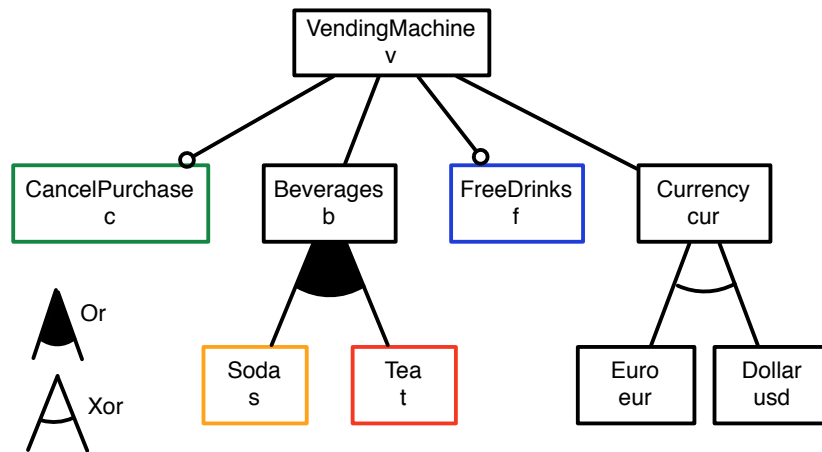 VendingMachine
v
CancelPurchase
c
Beverages
b
FreeDrinks
f
Currency
cur
Or
Xor
Soda
s
Tea
t
Euro
eur
Dollar
usd